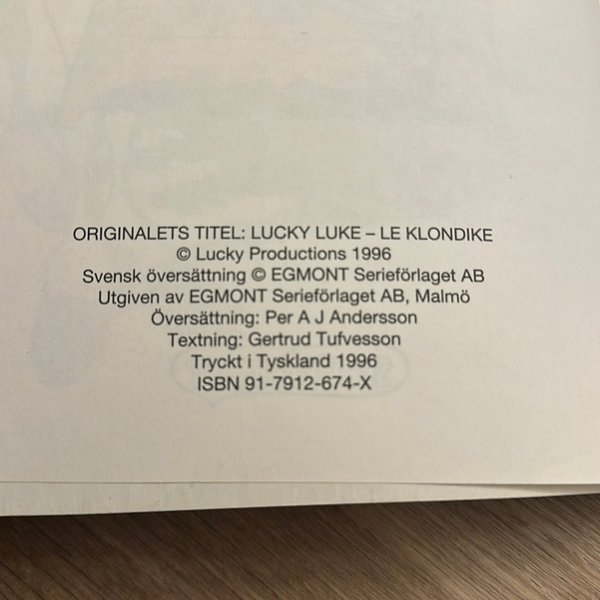 ORIGINALETS TITEL: LUCKY LUKE – LE KLONDIKE
© Lucky Productions 1996
Svensk översättning © EGMONT Serieförlaget AB
Utgiven av EGMONT Serieförlaget AB, Malmö
Översättning: Per A J Andersson
Textning: Gertrud Tufvesson
Tryckt i Tyskland 1996
ISBN 91-7912-674-X